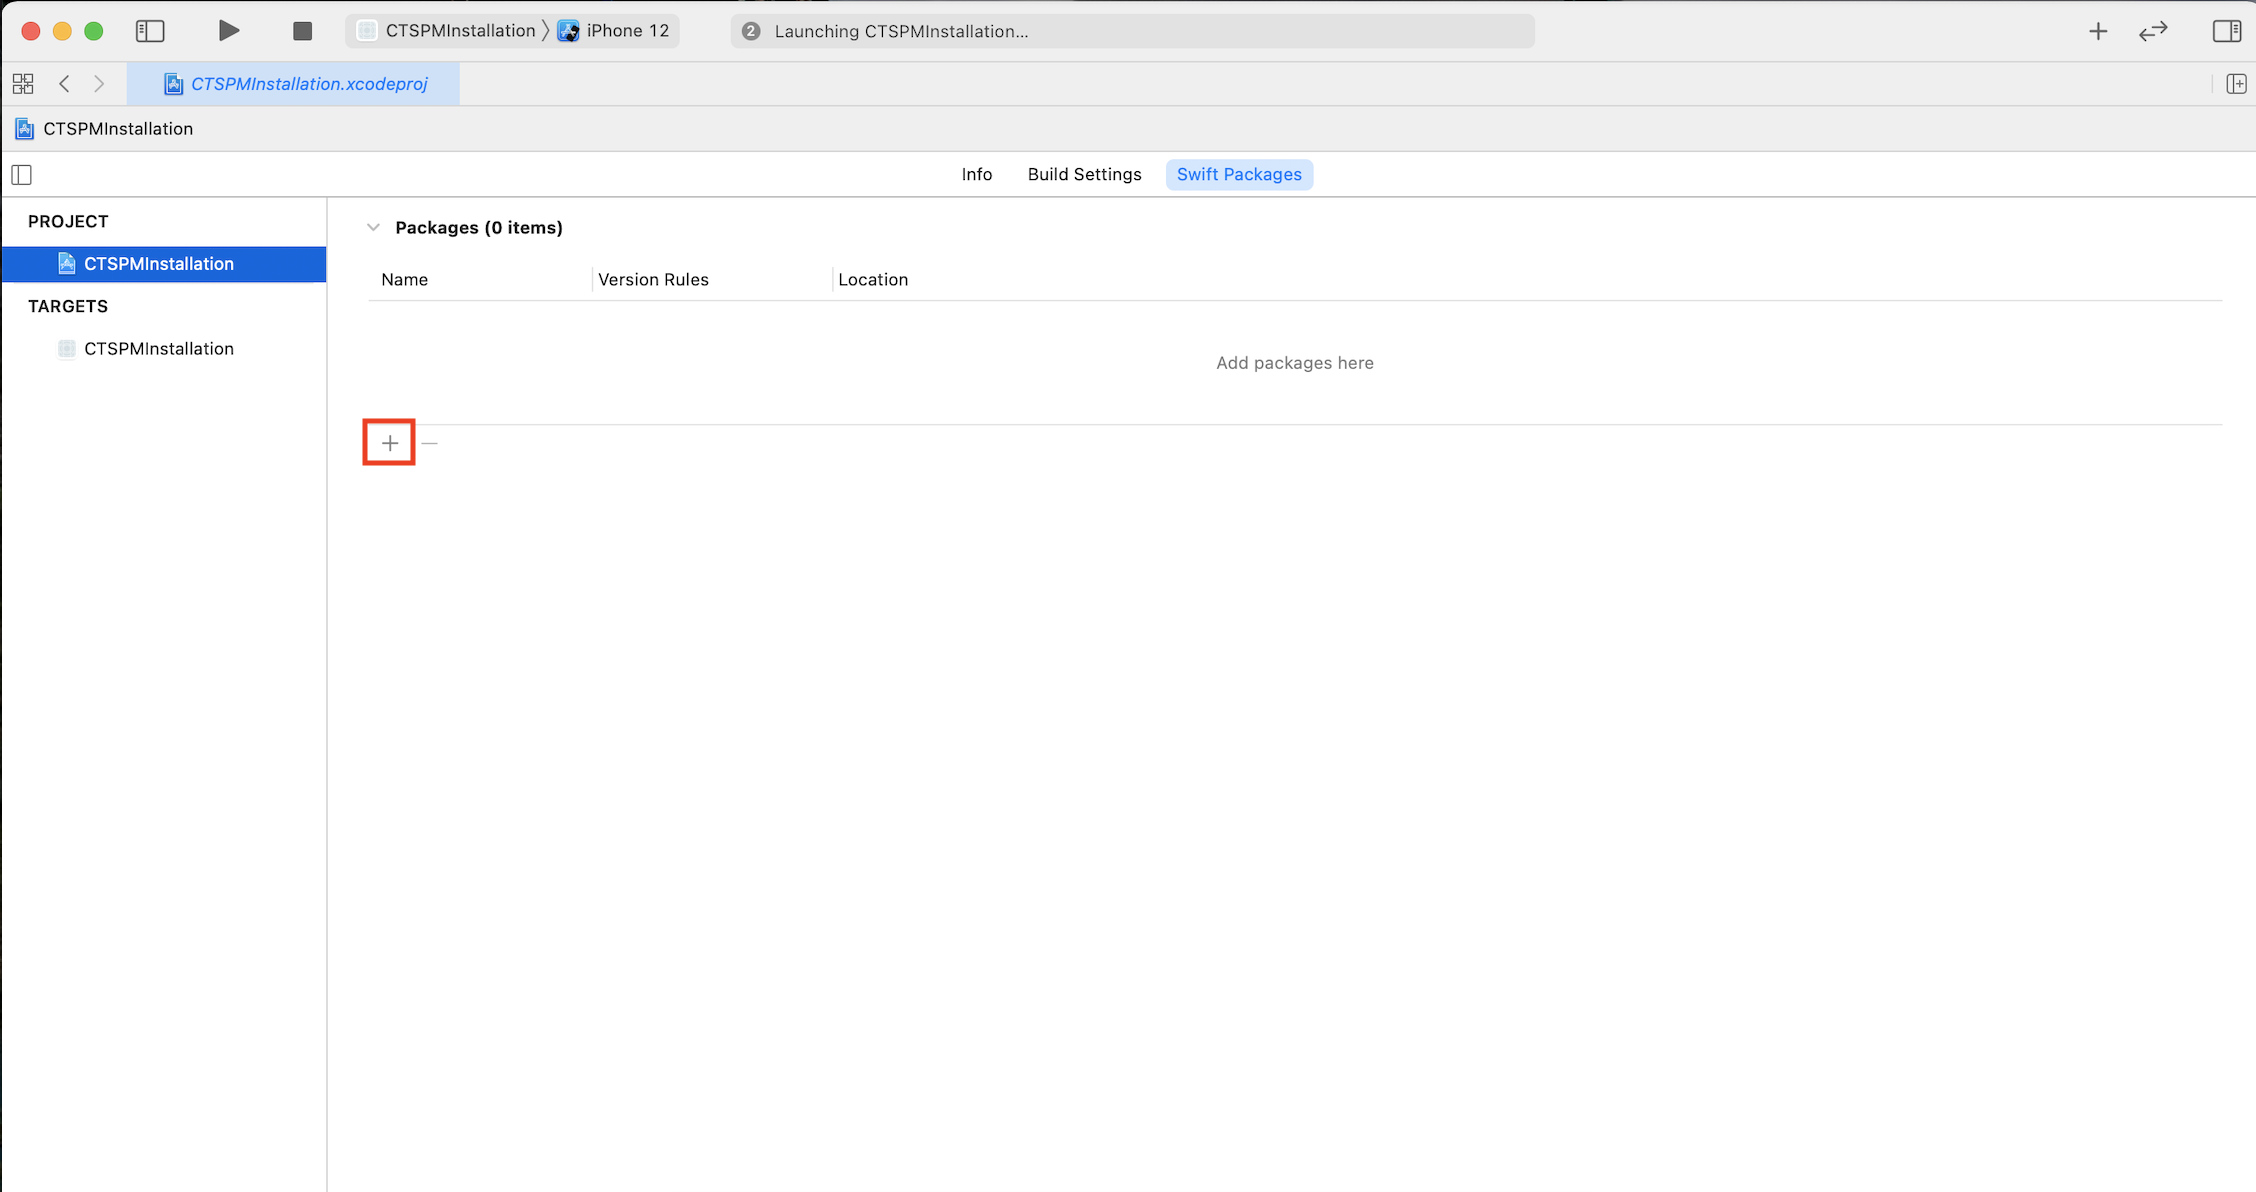 CTSPMInstallation 〉 iPhone 12
2 Launching CTSPMInstallation...
CTSPMInstallation.xcodeproj
CTSPMInstallation
Info Build Settings Swift Packages
PROJECT
CTSPMInstallation
TARGETS
CTSPMInstallation
Packages (0 items)
Name Version Rules Location
Add packages here